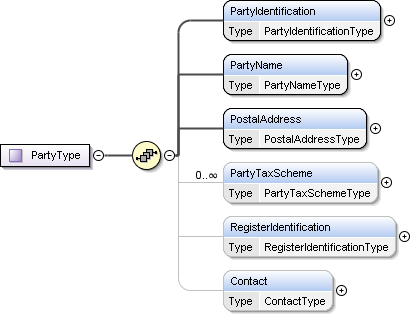 PartyIdentification
Type PartyIdentificationType
PartyName
Type PartyNameType
PostalAddress
Type PostalAddressType
PartyType
0..∞
PartyTaxScheme
Type PartyTaxSchemeType
RegisterIdentification
Type RegisterIdentificationType
Contact
Type ContactType